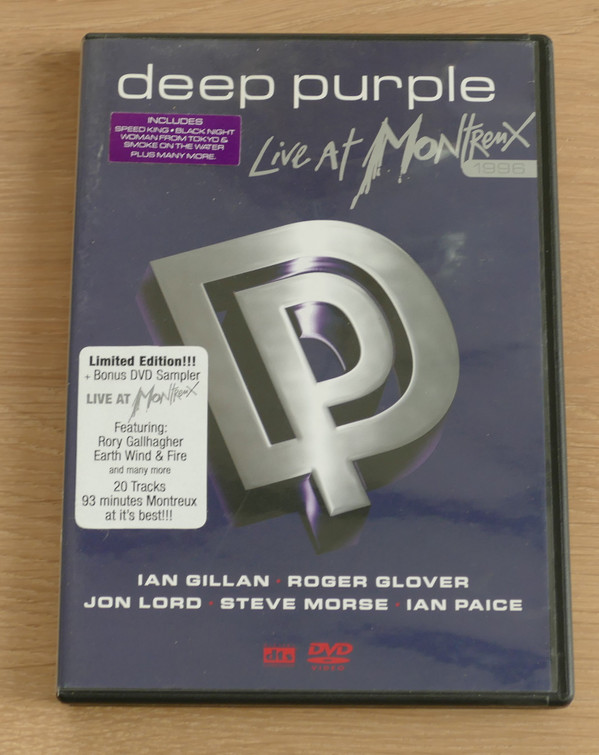 deep purple
INCLUDES
SPEED KING • BLACK NIGHT
WOMAN FROM TOKYO &
SMOKE ON THE WATER
PLUS MANY MORE.
Live At Montreux
1996
DP
Limited Edition!!!
+ Bonus DVD Sampler
LIVE AT Montreux
Featuring:
Rory Gallhagher
Earth Wind & Fire
and many more
20 Tracks
93 minutes Montreux
at it's best!!!
IAN GILLAN • ROGER GLOVER
JON LORD • STEVE MORSE • IAN PAICE
dts DVD
VIDEO